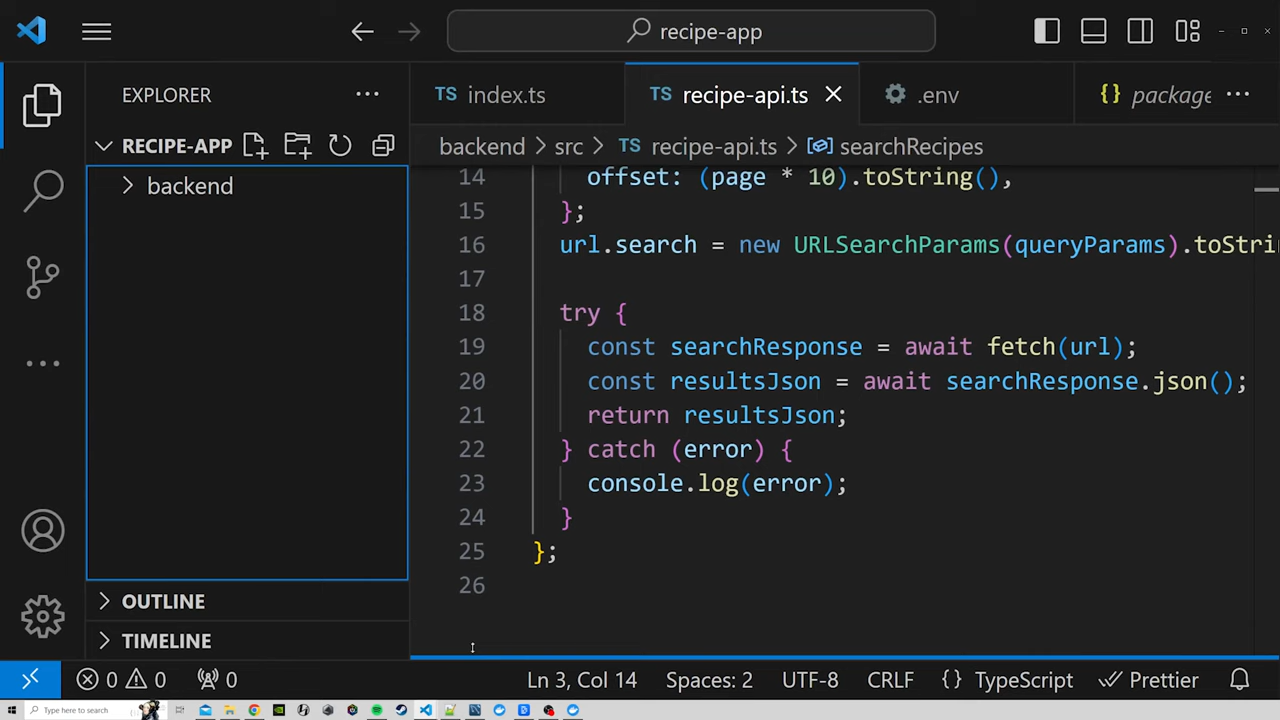 recipe-app
EXPLORER
RECIPE-APP
backend
OUTLINE
TIMELINE
TS index.ts
TS recipe-api.ts
.env
{} package
backend > src > TS recipe-api.ts > searchRecipes
14 offset: (page * 10).toString(),
15 };
16 url.search = new URLSearchParams(queryParams).toStri
17
18 try {
19 const searchResponse = await fetch(url);
20 const resultsJson = await searchResponse.json();
21 return resultsJson;
22 } catch (error) {
23 console.log(error);
24 }
25 };
26
0 0 0 Ln 3, Col 14 Spaces: 2 UTF-8 CRLF {} TypeScript Prettier
Type here to search